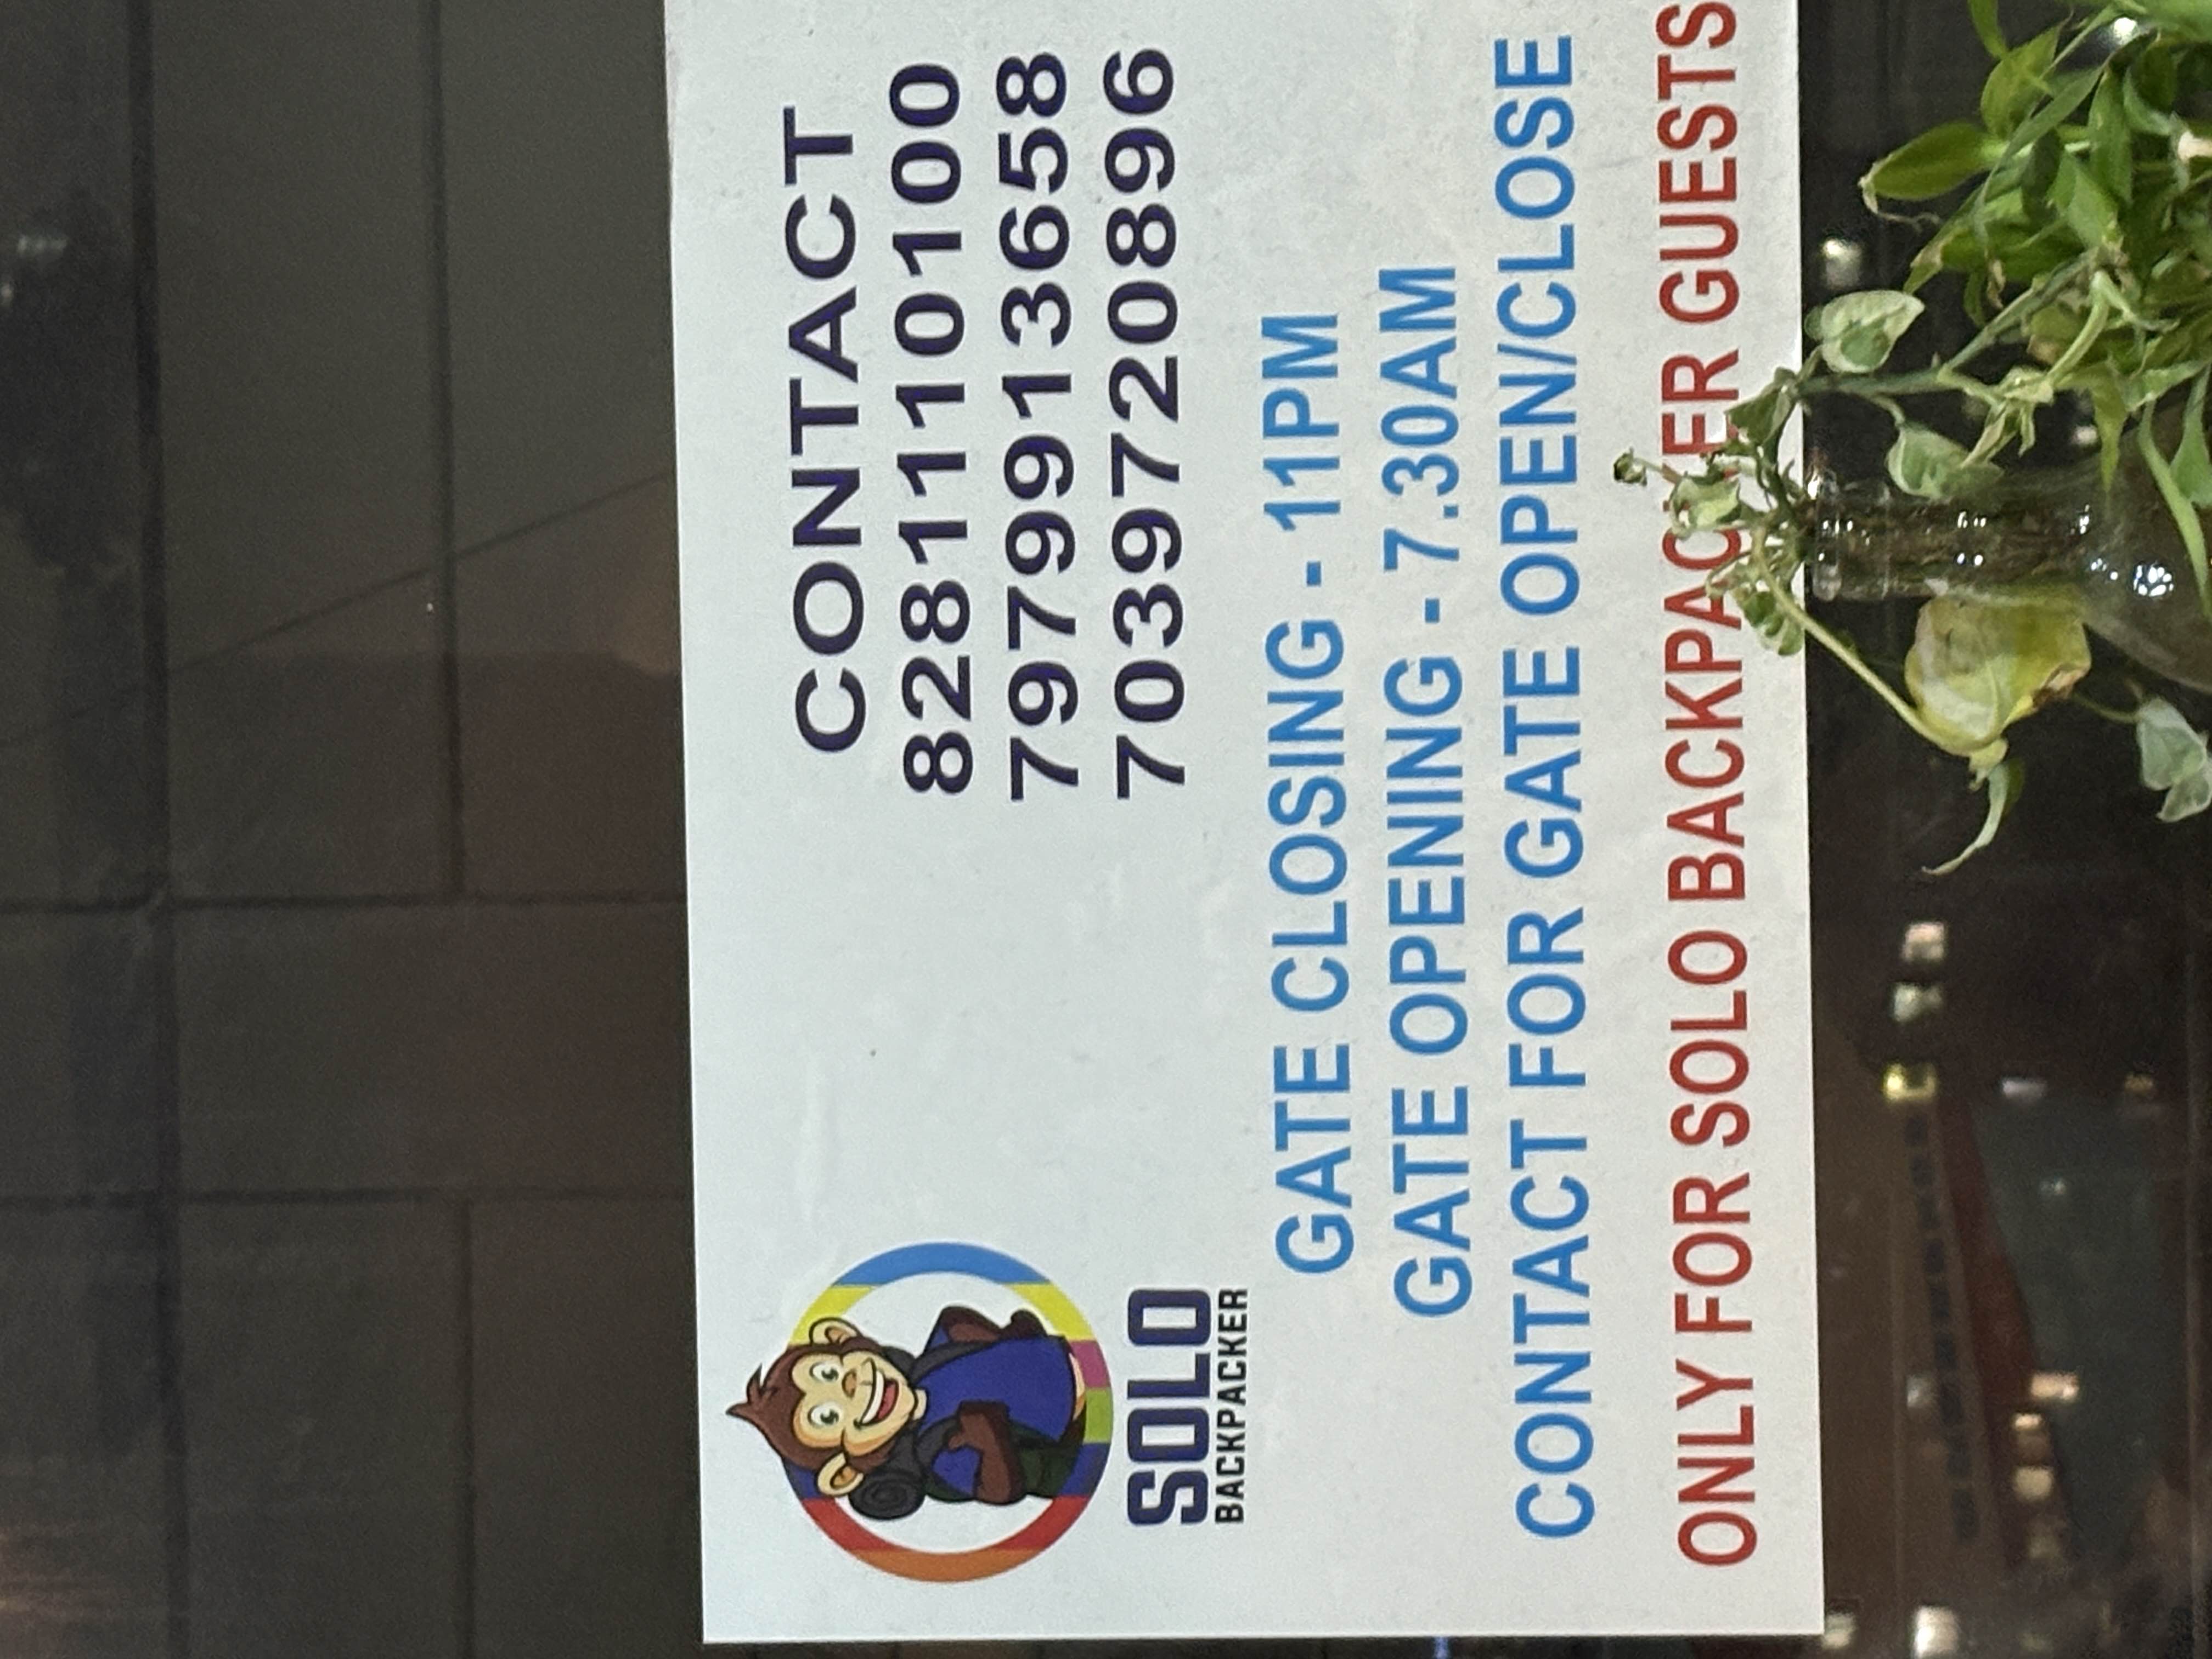 SOLO
BACKPACKER
CONTACT
8281110100
7979913658
7039720896
GATE CLOSING - 11PM
GATE OPENING - 7.30AM
CONTACT FOR GATE OPEN/CLOSE
ONLY FOR SOLO BACKPACKER GUESTS